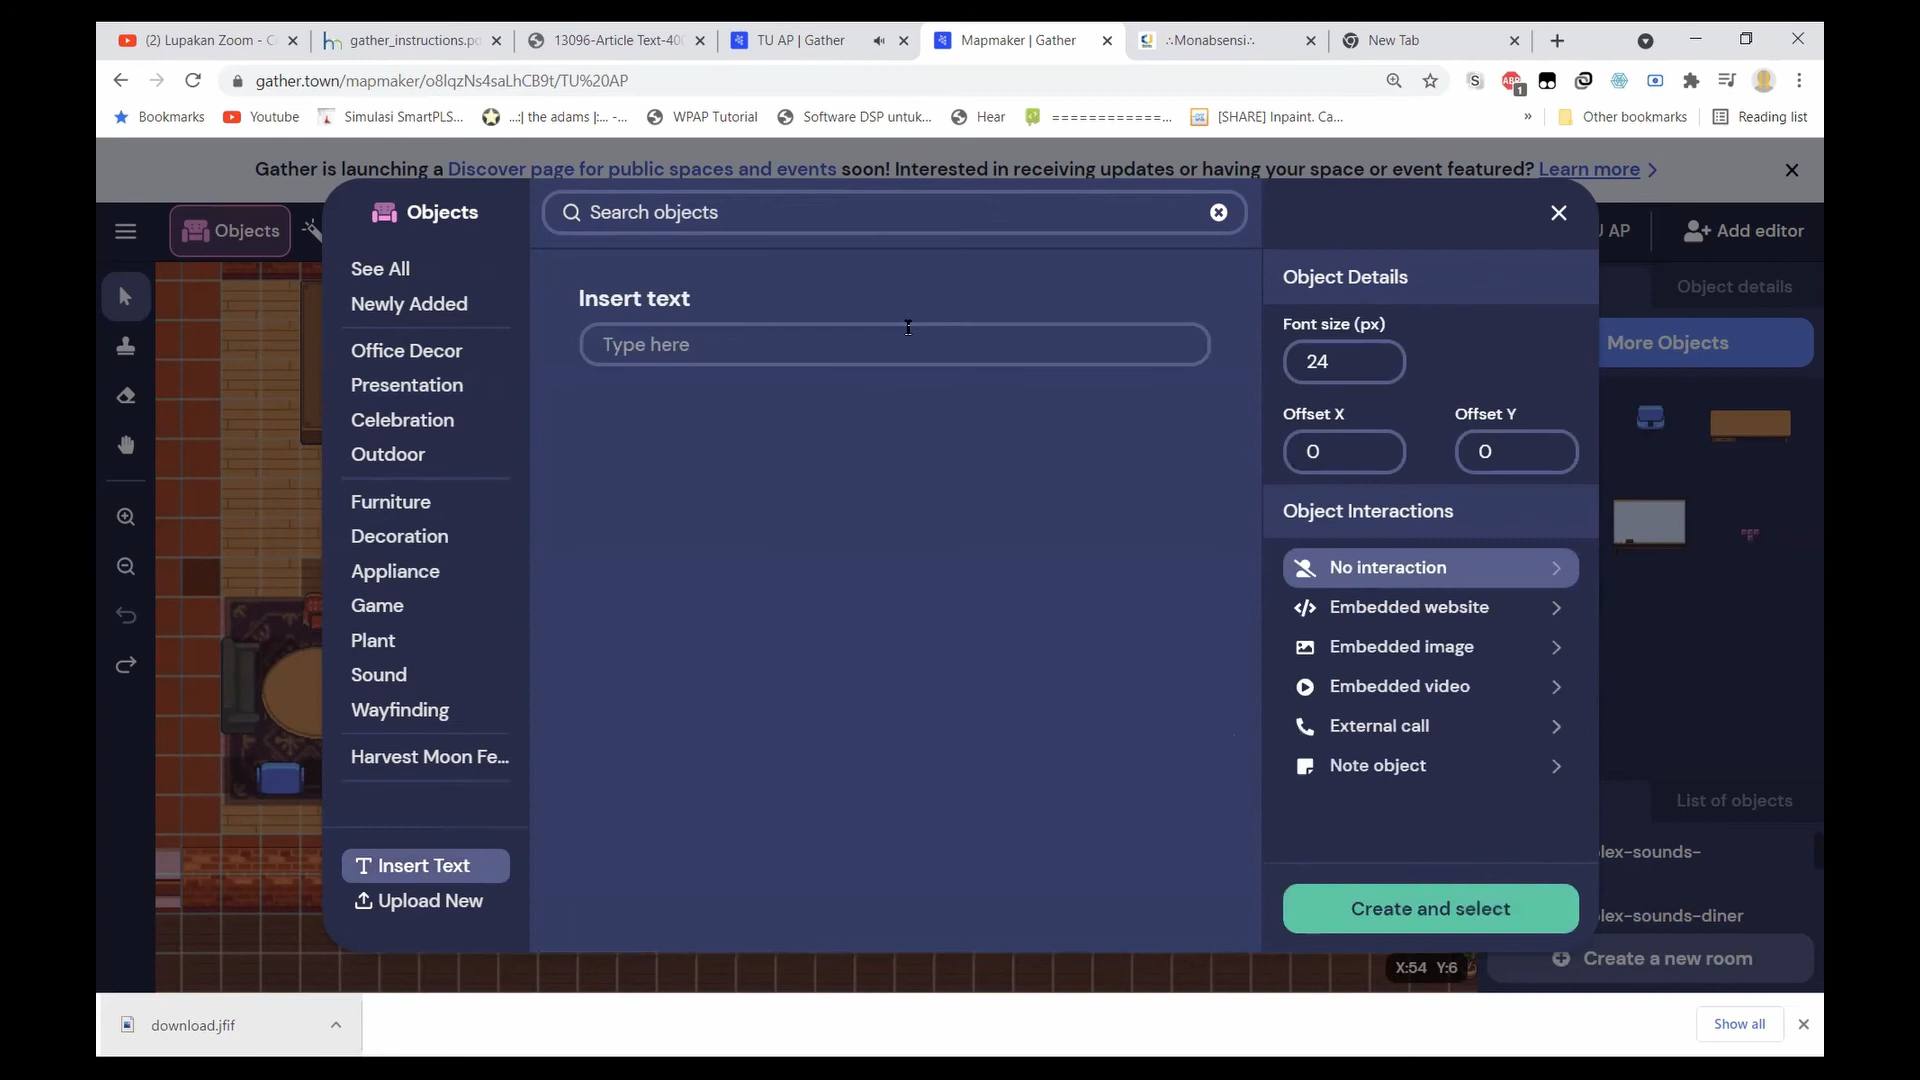 (2) Lupakan Zoom - C
gather_instructions.pd
13096-Article Text-400
TU AP | Gather
Mapmaker | Gather
∴Monabsensi∴
New Tab
gather.town/mapmaker/o8lqzNs4saLhCB9t/TU%20AP
1
Bookmarks
Youtube
Simulasi SmartPLS...
...:| the adams |:.. -...
WPAP Tutorial
Software DSP untuk...
Hear
============...
[SHARE] Inpaint. Ca...
»
Other bookmarks
Reading list
Gather is launching a Discover page for public spaces and events soon! Interested in receiving updates or having your space or event featured? Learn more >
Objects
Objects
Search objects
U AP
Add editor
See All
Newly Added
Office Decor
Presentation
Celebration
Outdoor
Furniture
Decoration
Appliance
Game
Plant
Sound
Wayfinding
Harvest Moon Fe...
T Insert Text
Upload New
Insert text
Type here
Object Details
Font size (px)
24
Offset X
Offset Y
0
0
Object Interactions
No interaction
Embedded website
Embedded image
Embedded video
External call
Note object
Create and select
Object details
More Objects
List of objects
lex-sounds-
lex-sounds-diner
Create a new room
X:54 Y:6
download.jfif
Show all